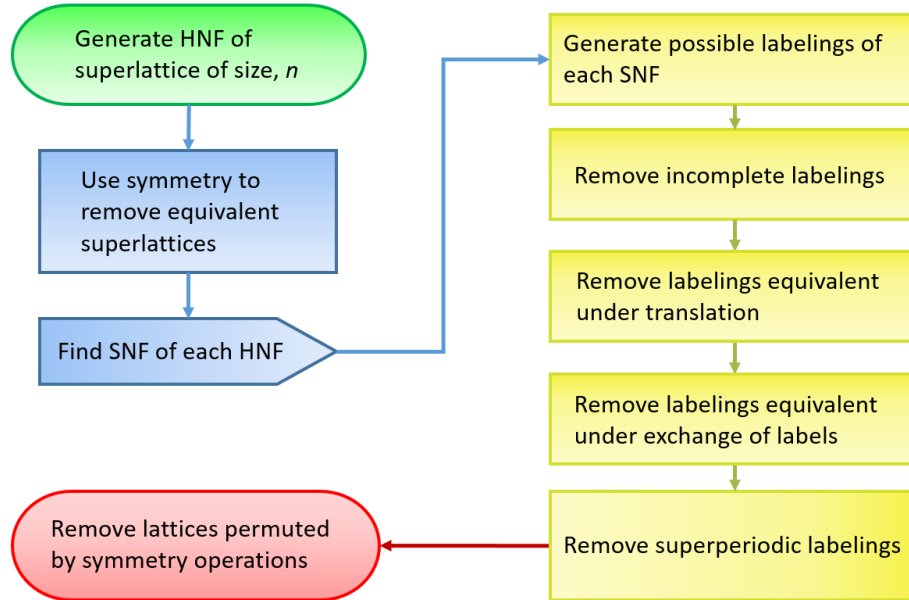 Generate HNF of
superlattice of size, n
Use symmetry to
remove equivalent
superlattices
Find SNF of each HNF
Generate possible labelings of
each SNF
Remove incomplete labelings
Remove labelings equivalent
under translation
Remove labelings equivalent
under exchange of labels
Remove superperiodic labelings
Remove lattices permuted
by symmetry operations